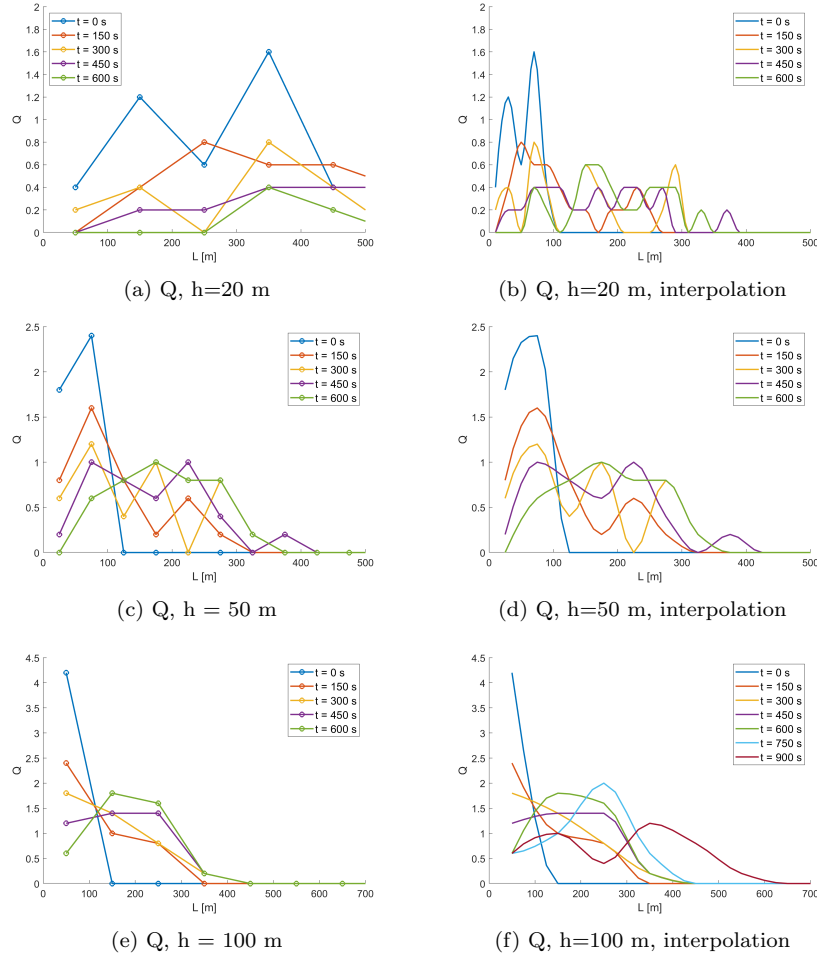 2
1.8
1.6
1.4
1.2
1
0.8
0.6
0.4
0.2
0
Q
0 100 200 300 400 500
L [m]
t = 0 s
t = 150 s
t = 300 s
t = 450 s
t = 600 s
(a) Q, h=20 m
2
1.8
1.6
1.4
1.2
1
0.8
0.6
0.4
0.2
0
Q
0 100 200 300 400 500
L [m]
t = 0 s
t = 150 s
t = 300 s
t = 450 s
t = 600 s
(b) Q, h=20 m, interpolation
2.5
2
1.5
1
0.5
0
Q
0 100 200 300 400 500
L [m]
t = 0 s
t = 150 s
t = 300 s
t = 450 s
t = 600 s
(c) Q, h = 50 m
2.5
2
1.5
1
0.5
0
Q
0 100 200 300 400 500
L [m]
t = 0 s
t = 150 s
t = 300 s
t = 450 s
t = 600 s
(d) Q, h=50 m, interpolation
4.5
4
3.5
3
2.5
2
1.5
1
0.5
0
Q
0 100 200 300 400 500 600 700
L [m]
t = 0 s
t = 150 s
t = 300 s
t = 450 s
t = 600 s
(e) Q, h = 100 m
4.5
4
3.5
3
2.5
2
1.5
1
0.5
0
Q
0 100 200 300 400 500 600 700
L [m]
t = 0 s
t = 150 s
t = 300 s
t = 450 s
t = 600 s
t = 750 s
t = 900 s
(f) Q, h=100 m, interpolation